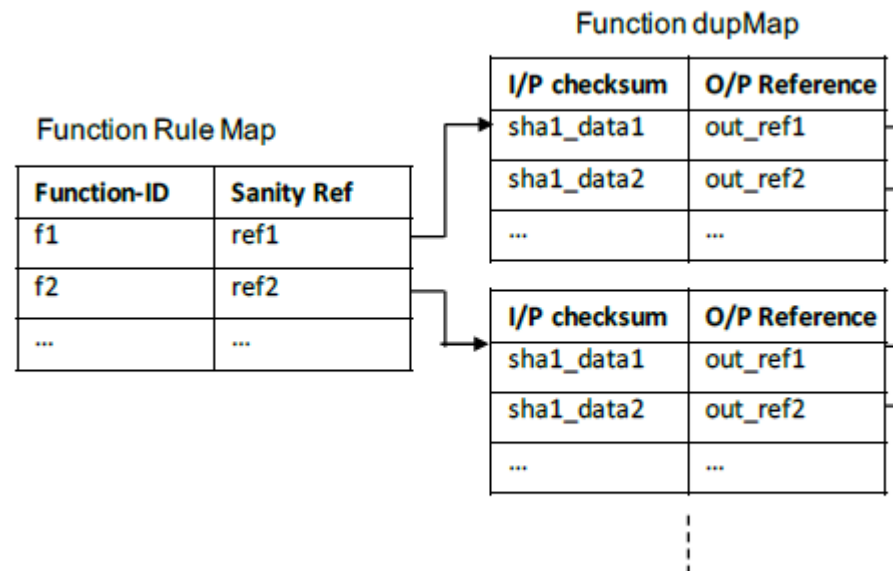 Function dupMap
I/P checksum O/P Reference
sha1_data1 out_ref1
sha1_data2 out_ref2
... ...
Function Rule Map
Function-ID Sanity Ref
f1 ref1
f2 ref2
... ...
I/P checksum O/P Reference
sha1_data1 out_ref1
sha1_data2 out_ref2
... ...